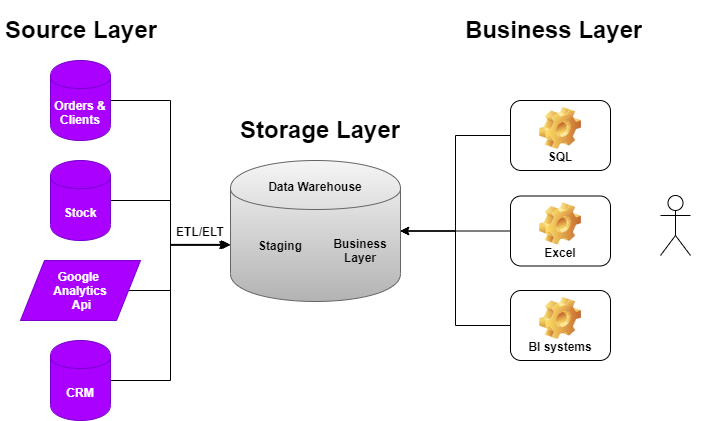 Source Layer
Business Layer
Orders &
Clients
Storage Layer
SQL
Data Warehouse
Stock
ETL/ELT
Staging
Business
Layer
Excel
Google
Analytics
Api
BI systems
CRM